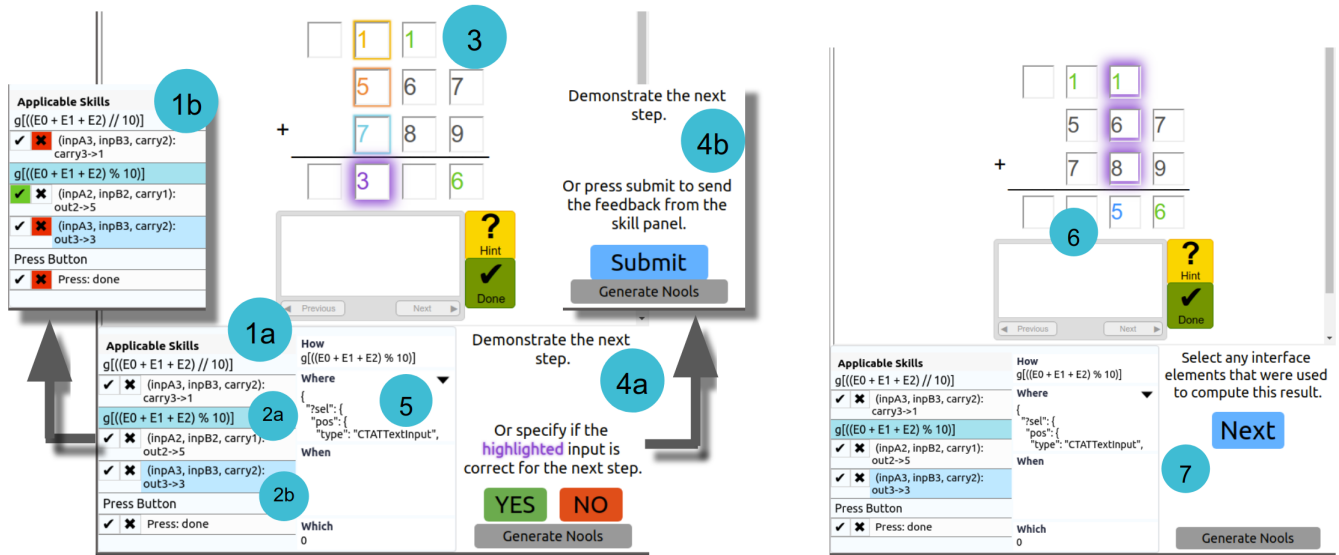 1 1
3
5 6 7
+
7 8 9
3 6
?
Hint
✔
Done
◀ Previous
Next ▶
1b
Applicable Skills
g[((E0 + E1 + E2) // 10)]
✔ ✖ (inpA3, inpB3, carry2):
carry3->1
g[((E0 + E1 + E2) % 10)]
✔ ✖ (inpA2, inpB2, carry1):
out2->5
✔ ✖ (inpA3, inpB3, carry2):
out3->3
Press Button
✔ ✖ Press: done
Demonstrate the next
step.
4b
Or press submit to send
the feedback from the
skill panel.
Submit
Generate Nools
1a
Applicable Skills
g[((E0 + E1 + E2) // 10)]
✔ ✖ (inpA3, inpB3, carry2):
carry3->1
2a
g[((E0 + E1 + E2) % 10)]
✔ ✖ (inpA2, inpB2, carry1):
out2->5
✔ ✖ (inpA3, inpB3, carry2):
out3->3
2b
Press Button
✔ ✖ Press: done
How
g[((E0 + E1 + E2) % 10)]
Where
5
{
"?sel": {
"pos": {
"type": "CTATTextInput",
When
Which
0
Demonstrate the next
step.
4a
Or specify if the
highlighted input is
correct for the next step.
YES NO
Generate Nools
1 1
5 6 7
+
7 8 9
5 6
6
?
Hint
✔
Done
◀ Previous
Next ▶
Applicable Skills
g[((E0 + E1 + E2) // 10)]
✔ ✖ (inpA3, inpB3, carry2):
carry3->1
g[((E0 + E1 + E2) % 10)]
✔ ✖ (inpA2, inpB2, carry1):
out2->5
✔ ✖ (inpA3, inpB3, carry2):
out3->3
Press Button
✔ ✖ Press: done
How
g[((E0 + E1 + E2) % 10)]
Where
{
"?sel": {
"pos": {
"type": "CTATTextInput",
When
Which
0
7
Select any interface
elements that were used
to compute this result.
Next
Generate Nools